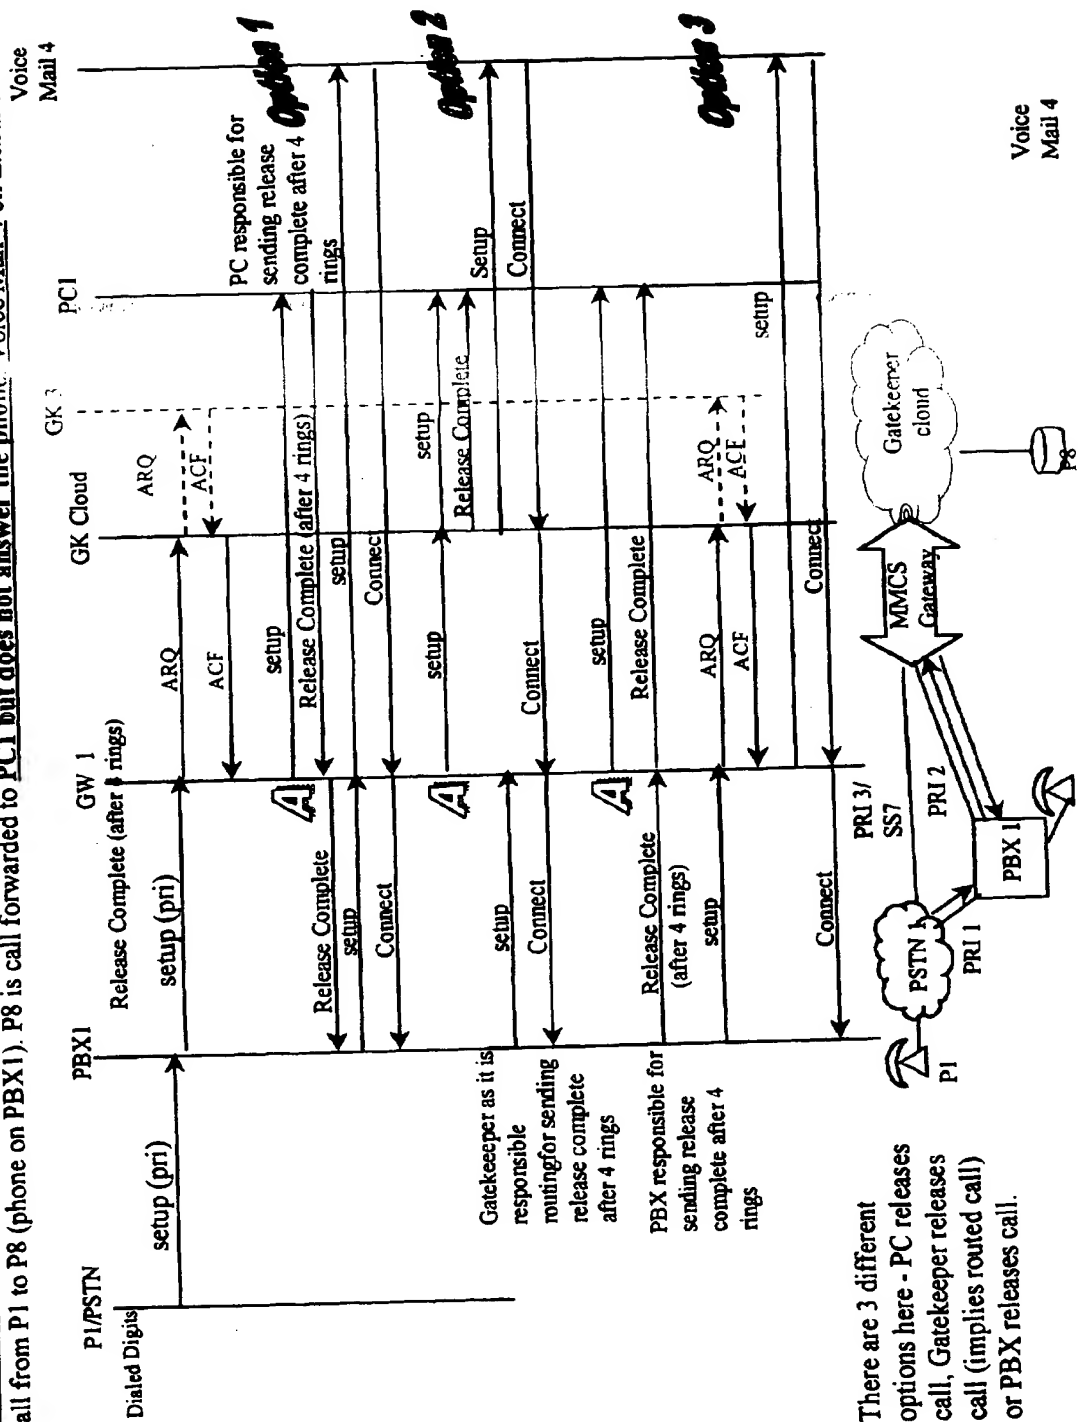 all from P1 to P8 (phone on PBX1). P8 is call forwarded to PC1 but does not answer the phone.
P1/PSTN
PBX1
GW 1
GK Cloud
GK 3
PC1
Voice
Mail 4
Dialed Digits
Release Complete (after 4 rings)
setup (pri)
setup (pri)
ARQ
ARQ
ACF
ACF
Option 1
PC responsible for
sending release
complete after 4
rings
A
setup
Release Complete (after 4 rings)
Release Complete
setup
setup
Connect
Connect
Option 2
Gatekeeeper as it is
responsible
routingfor sending
release complete
after 4 rings
A
setup
setup
Release Complete
Setup
Connect
setup
Connect
Connect
Option 3
PBX responsible for
sending release
complete after 4
rings
A
setup
Release Complete
(after 4 rings)
Release Complete
setup
ARQ
ARQ
ACF
ACF
setup
Connect
Connect
There are 3 different
options here - PC releases
call, Gatekeeper releases
call (implies routed call)
or PBX releases call.
P1
PSTN 1
PRI 1
PBX 1
PRI 3/
SS7
PRI 2
MMCS
Gateway
Gatekeeper
cloud
P8
Voice
Mail 4